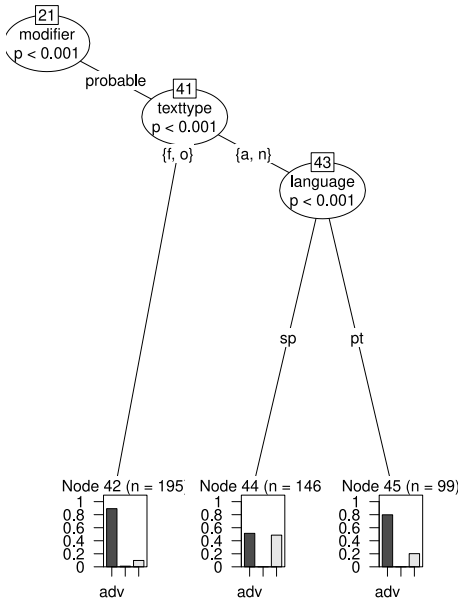 21
modifier
p < 0.001
probable
41
texttype
p < 0.001
{f, o}
{a, n}
43
language
p < 0.001
sp
pt
Node 42 (n = 195)
1
0.8
0.6
0.4
0.2
0
adv
Node 44 (n = 146
1
0.8
0.6
0.4
0.2
0
adv
Node 45 (n = 99)
1
0.8
0.6
0.4
0.2
0
adv